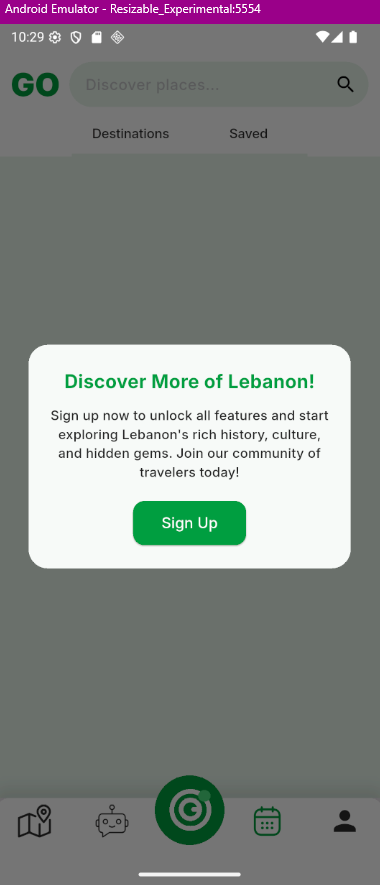 Android Emulator - Resizable_Experimental:5554
10:29
GO
Discover places...
Destinations
Saved
Discover More of Lebanon!
Sign up now to unlock all features and start
exploring Lebanon's rich history, culture,
and hidden gems. Join our community of
travelers today!
Sign Up